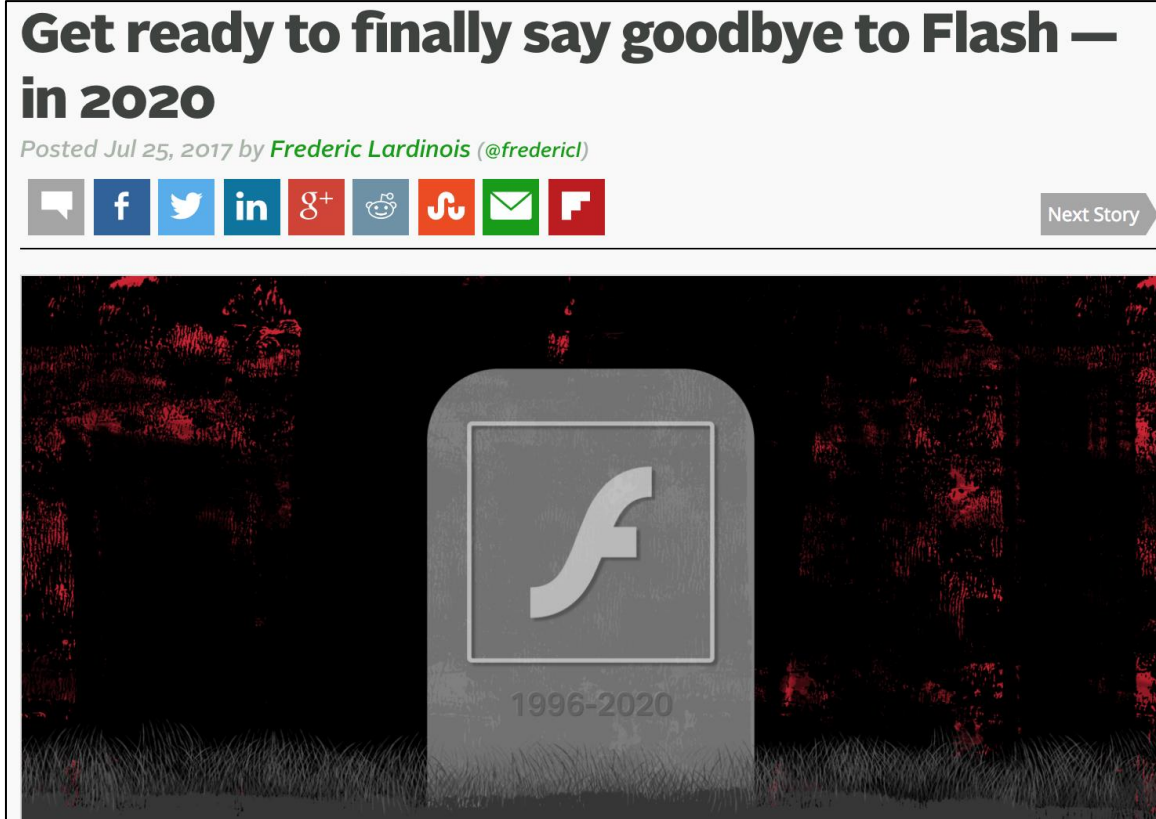 Get ready to finally say goodbye to Flash —
in 2020
Posted Jul 25, 2017 by Frederic Lardinois (@fredericl)
f in g+
Next Story
1996-2020